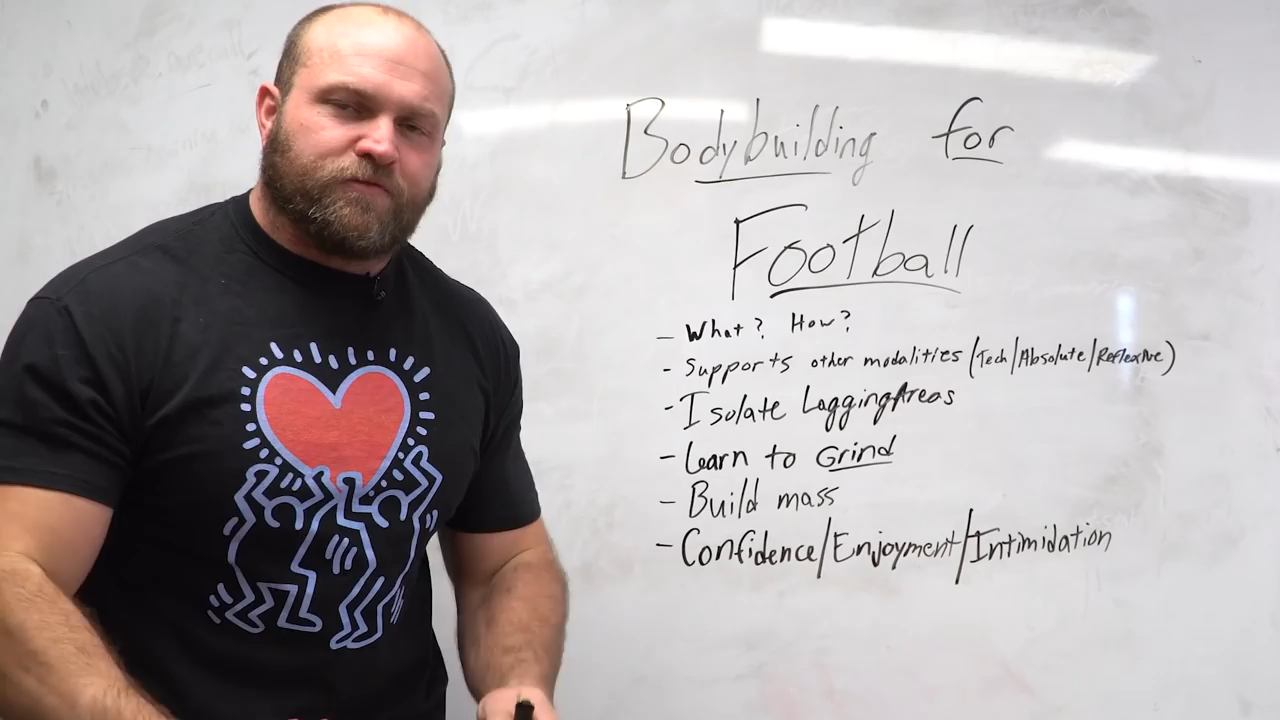 Bodybuilding for
Football
- What? How?
- Supports other modalities (Tech/Absolute/Reflexive)
- Isolate Lagging Areas
- Learn to Grind
- Build mass
- Confidence/Enjoyment/Intimidation